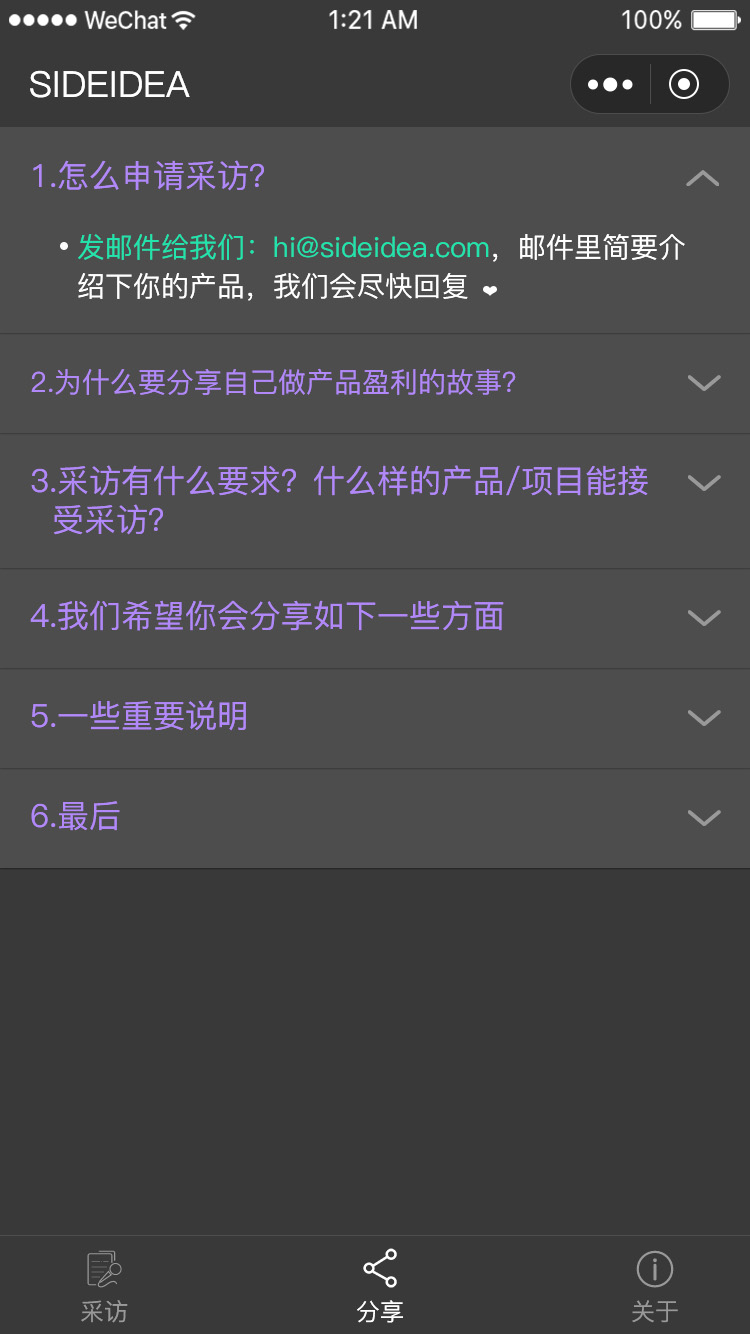 WeChat 1:21 AM 100%
SIDEIDEA
1.怎么申请采访?
• 发邮件给我们：hi@sideidea.com，邮件里简要介
绍下你的产品，我们会尽快回复 ❤
2.为什么要分享自己做产品盈利的故事?
3.采访有什么要求？什么样的产品/项目能接
受采访?
4.我们希望你会分享如下一些方面
5.一些重要说明
6.最后
采访 分享 关于